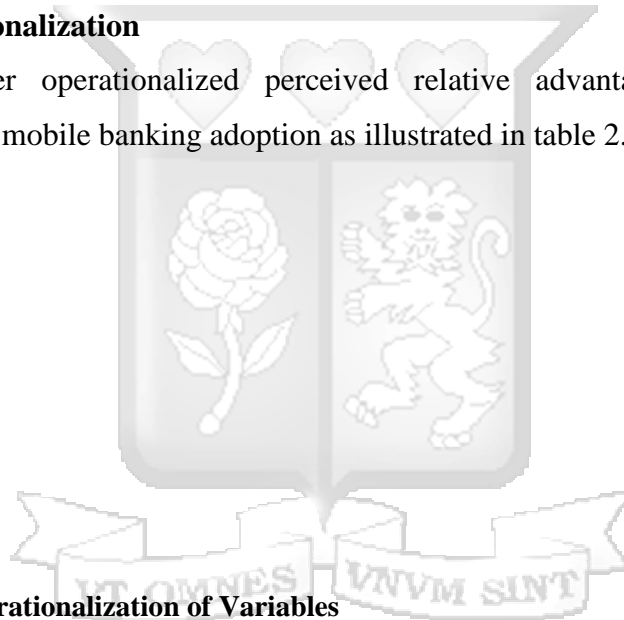 onalization
er operationalized perceived relative advanta
mobile banking adoption as illustrated in table 2.
UT OMNES VNVM SINT
rationalization of Variables